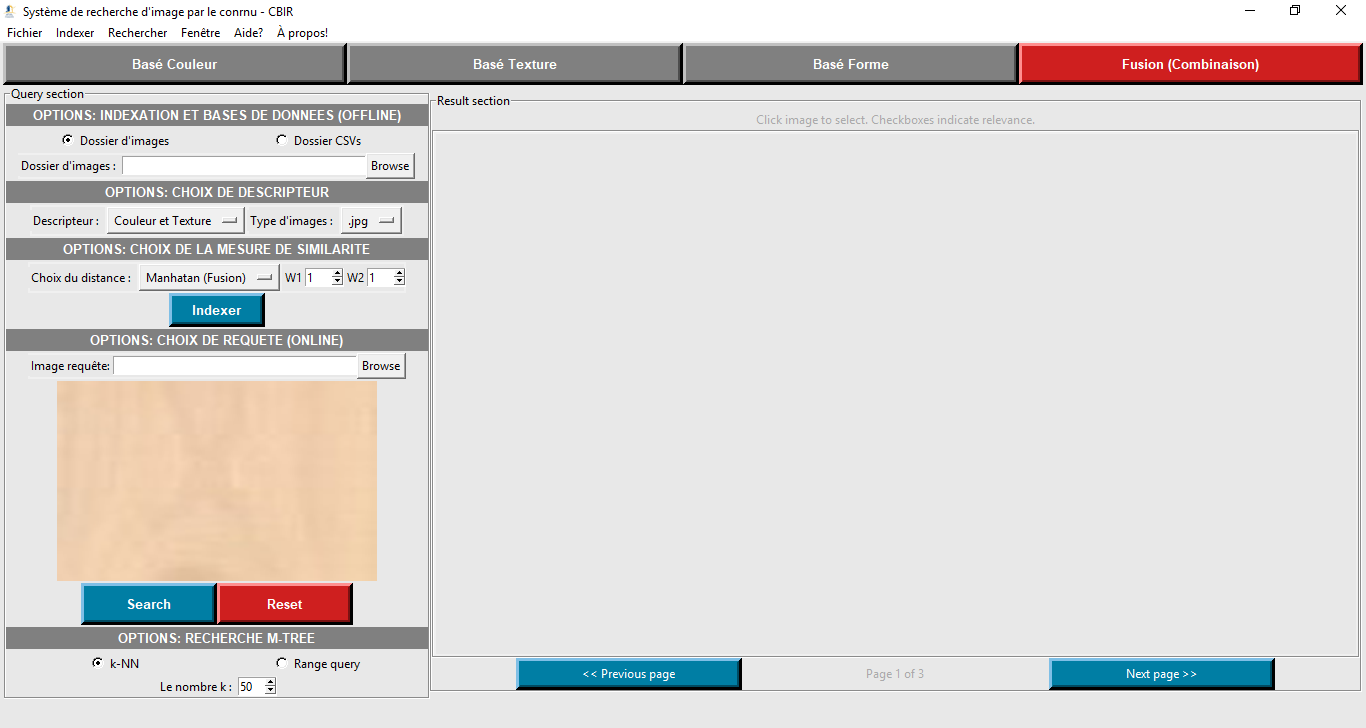 Système de recherche d'image par le conrnu - CBIR
Fichier Indexer Rechercher Fenêtre Aide? À propos!
Basé Couleur Basé Texture Basé Forme Fusion (Combinaison)
Query section
OPTIONS: INDEXATION ET BASES DE DONNEES (OFFLINE)
Dossier d'images Dossier CSVs
Dossier d'images : Browse
OPTIONS: CHOIX DE DESCRIPTEUR
Descripteur : Couleur et Texture Type d'images : .jpg
OPTIONS: CHOIX DE LA MESURE DE SIMILARITE
Choix du distance : Manhatan (Fusion) W1 1 W2 1
Indexer
OPTIONS: CHOIX DE REQUETE (ONLINE)
Image requête: Browse
Search Reset
OPTIONS: RECHERCHE M-TREE
k-NN Range query
Le nombre k : 50
Result section
Click image to select. Checkboxes indicate relevance.
<< Previous page Page 1 of 3 Next page >>